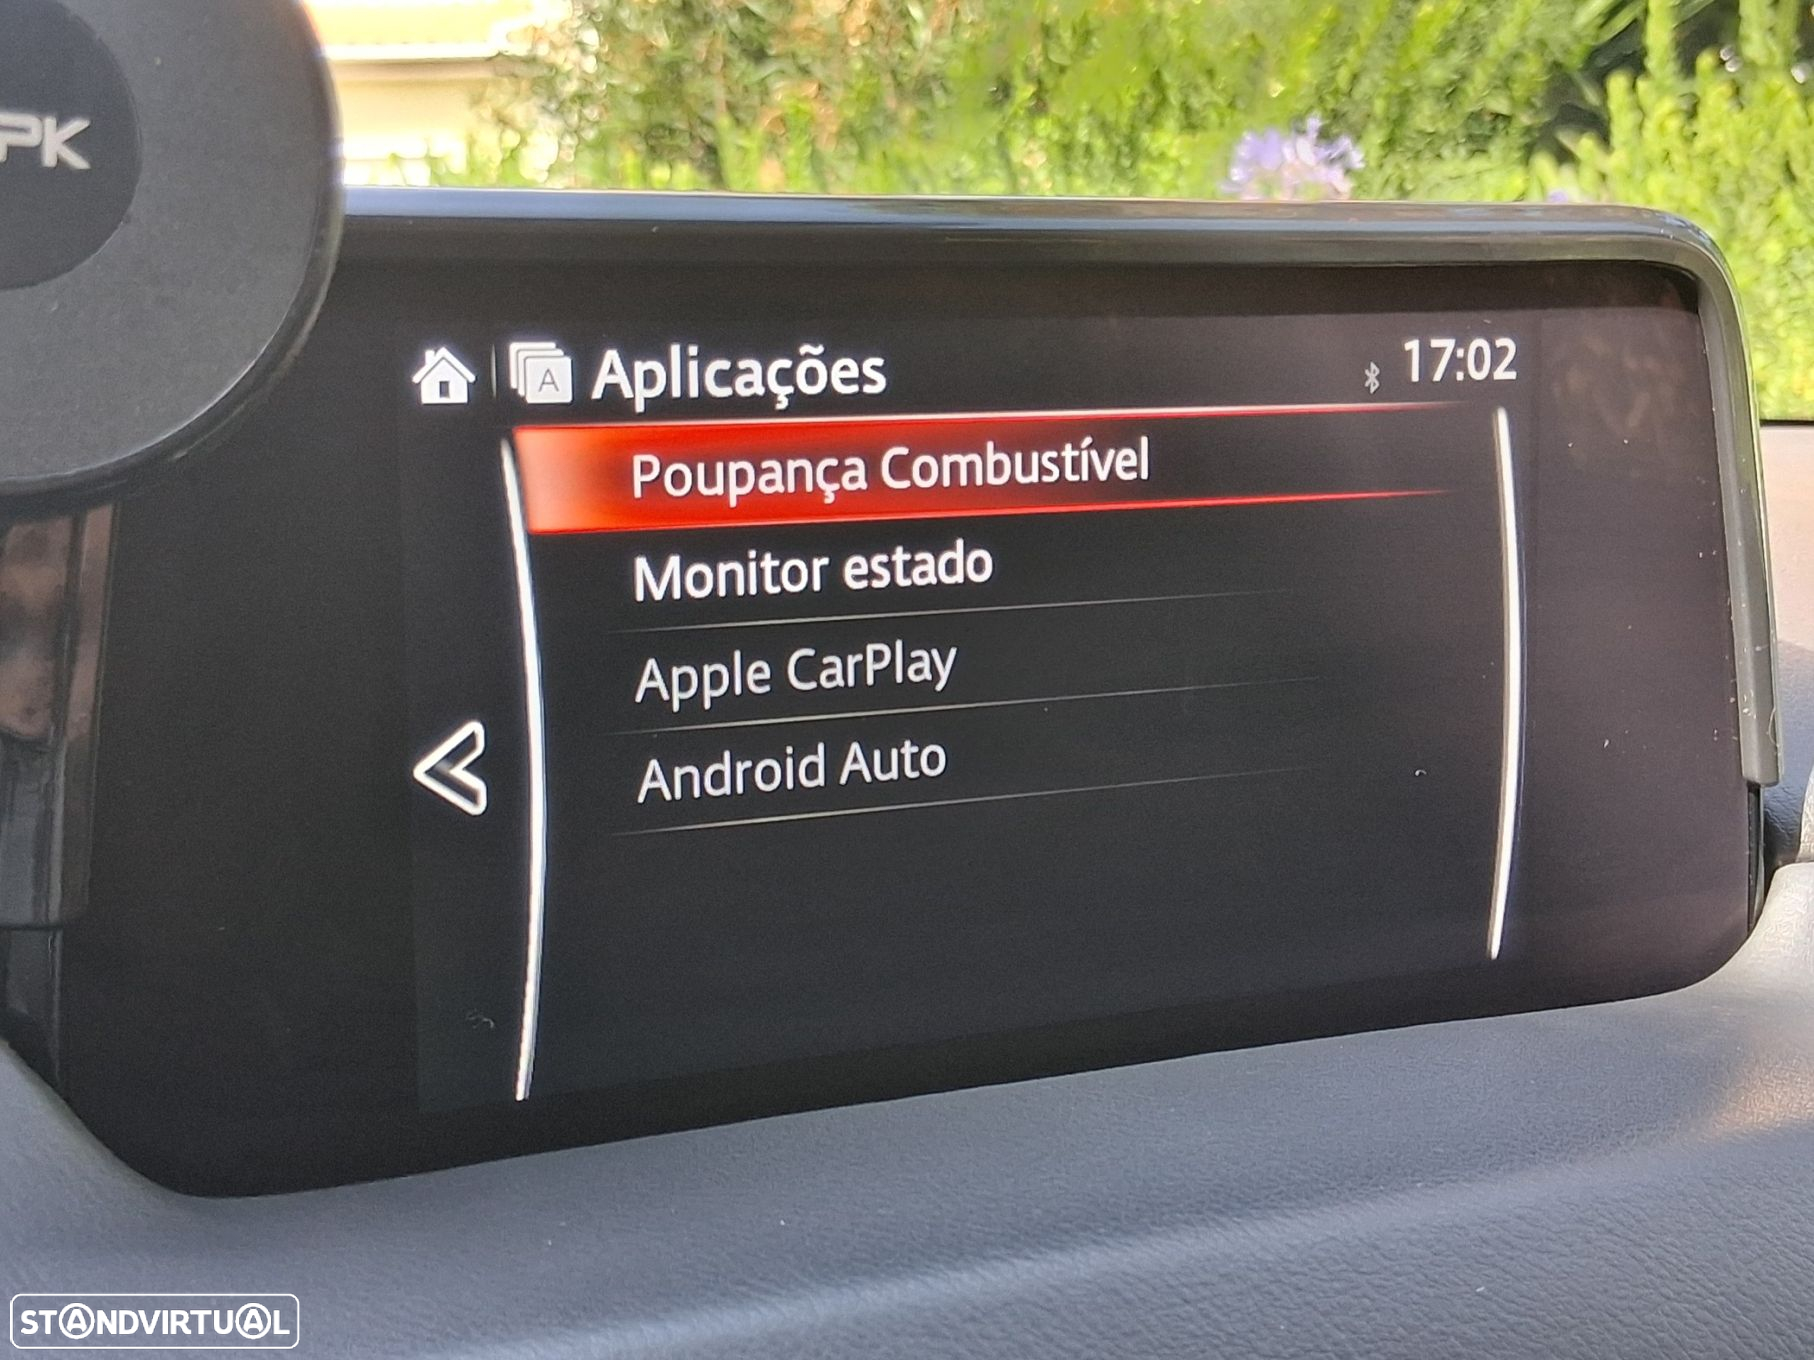 PK
A Aplicações 17:02
Poupança Combustível
Monitor estado
Apple CarPlay
Android Auto
STANDVIRTUAL